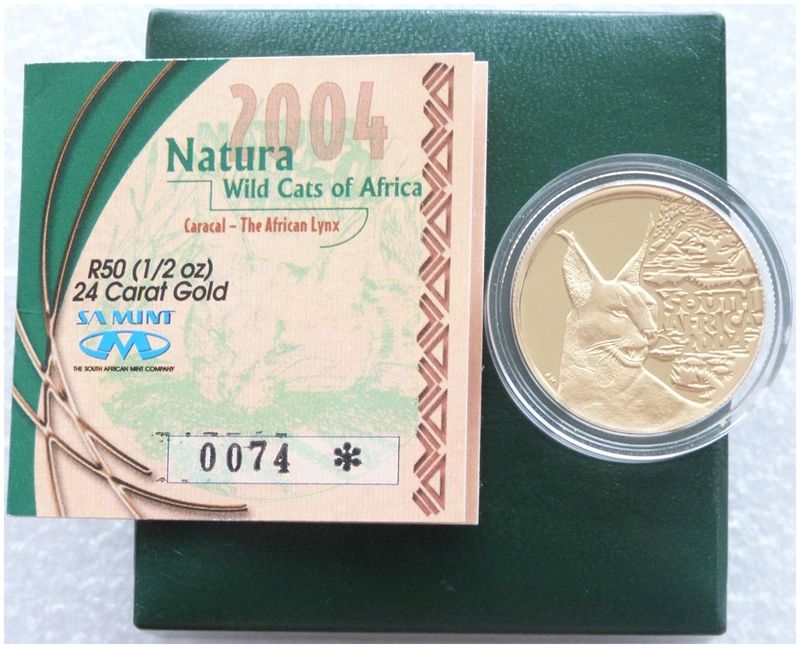 2004
Natura
Wild Cats of Africa
Caracal – The African Lynx
R50 (1/2 oz)
24 Carat Gold
SA MINT
THE SOUTH AFRICAN MINT COMPANY
0074 *
SOUTH
AFRICA
2004